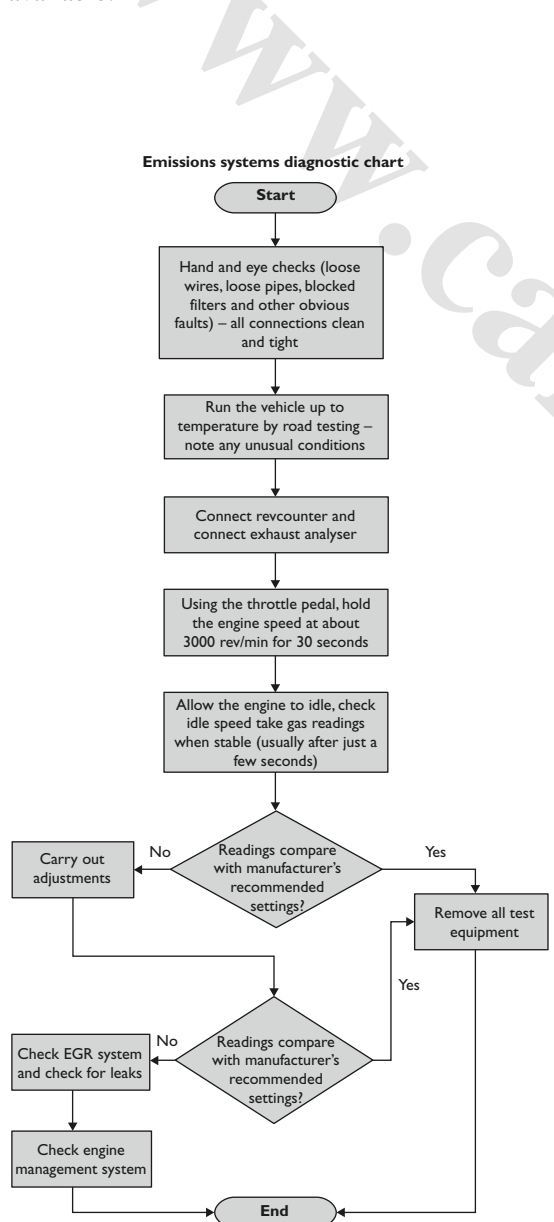 www.ca
Emissions systems diagnostic chart
Start
Hand and eye checks (loose
wires, loose pipes, blocked
filters and other obvious
faults) – all connections clean
and tight
Run the vehicle up to
temperature by road testing –
note any unusual conditions
Connect revcounter and
connect exhaust analyser
Using the throttle pedal, hold
the engine speed at about
3000 rev/min for 30 seconds
Allow the engine to idle, check
idle speed take gas readings
when stable (usually after just a
few seconds)
Readings compare
with manufacturer's
recommended
settings?
No
Yes
Carry out
adjustments
Remove all test
equipment
Readings compare
with manufacturer's
recommended
settings?
No
Yes
Check EGR system
and check for leaks
Check engine
management system
End